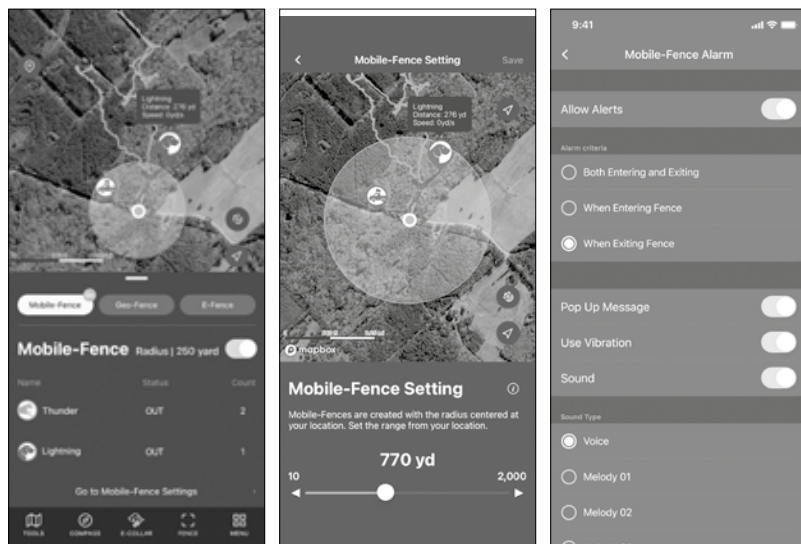 Lightning
Distance: 276 yd
Speed: 0yd/s
Mobile-Fence
Geo-Fence
E-Fence
Mobile-Fence Radius | 250 yard
Name Status Count
Thunder OUT 2
Lightning OUT 1
Go to Mobile-Fence Settings
TOOLS COMPASS E-COLLAR FENCE MENU
Mobile-Fence Setting Save
Lightning
Distance: 276 yd
Speed: 0yd/s
mapbox
Mobile-Fence Setting
Mobile-Fences are created with the radius centered at
your location. Set the range from your location.
770 yd
10 2,000
9:41
Mobile-Fence Alarm
Allow Alerts
Alarm criteria
Both Entering and Exiting
When Entering Fence
When Exiting Fence
Pop Up Message
Use Vibration
Sound
Sound Type
Voice
Melody 01
Melody 02